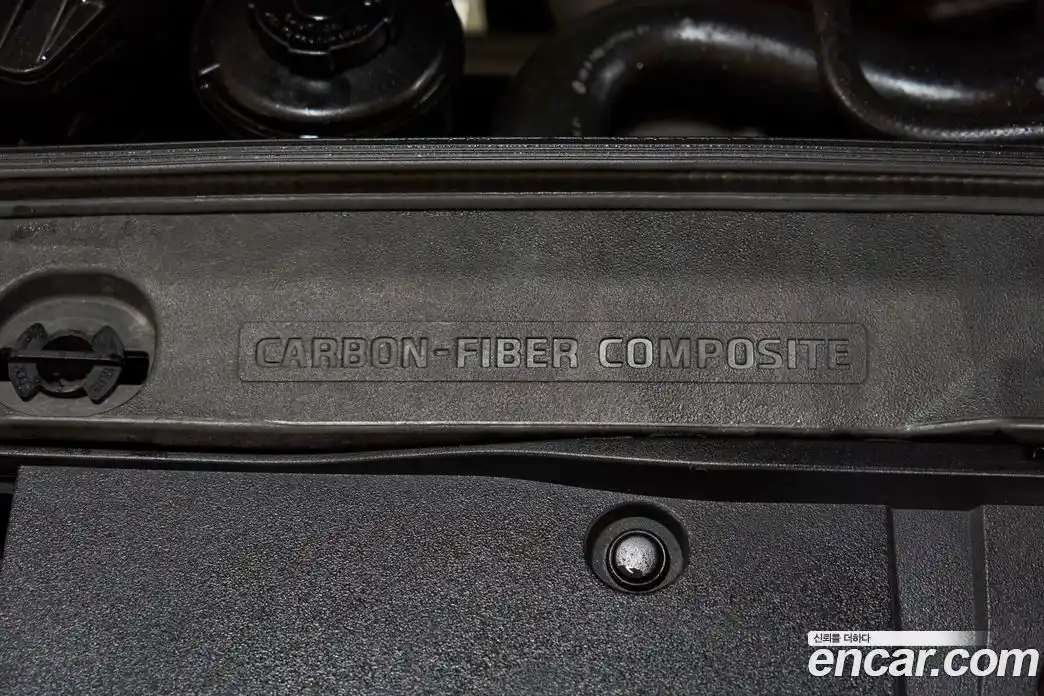 CARBON-FIBER COMPOSITE
신뢰를 더하다
encar.com